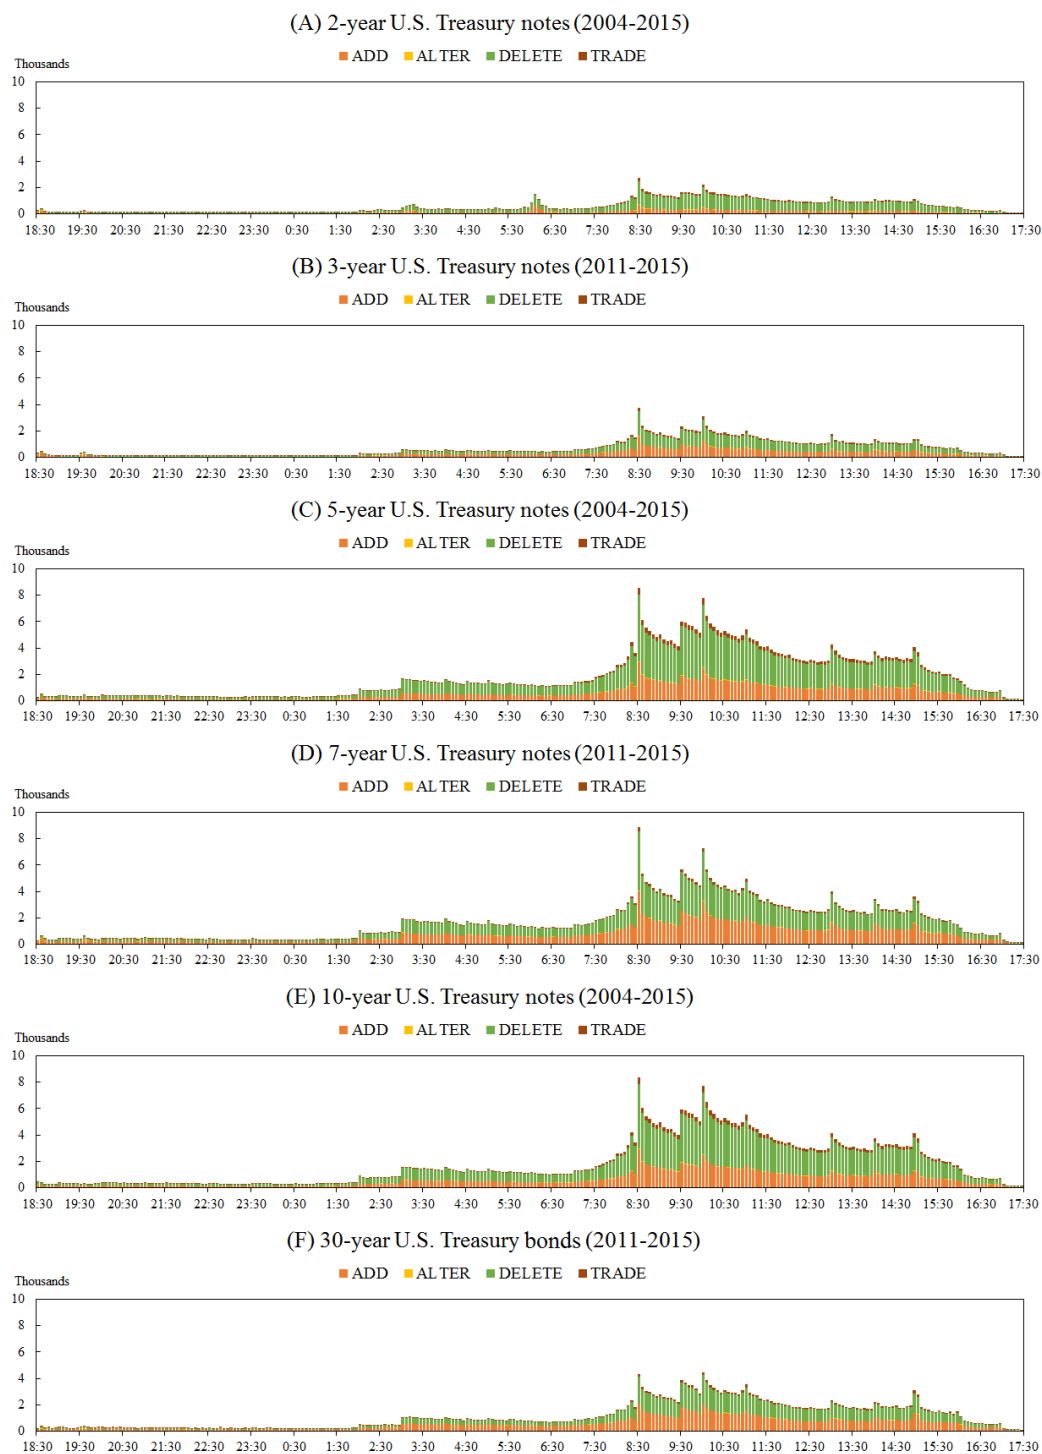 (A) 2-year U.S. Treasury notes (2004-2015)
ADD ALTER DELETE TRADE
Thousands
10
8
6
4
2
0
18:30 19:30 20:30 21:30 22:30 23:30 0:30 1:30 2:30 3:30 4:30 5:30 6:30 7:30 8:30 9:30 10:30 11:30 12:30 13:30 14:30 15:30 16:30 17:30
(B) 3-year U.S. Treasury notes (2011-2015)
ADD ALTER DELETE TRADE
Thousands
10
8
6
4
2
0
18:30 19:30 20:30 21:30 22:30 23:30 0:30 1:30 2:30 3:30 4:30 5:30 6:30 7:30 8:30 9:30 10:30 11:30 12:30 13:30 14:30 15:30 16:30 17:30
(C) 5-year U.S. Treasury notes (2004-2015)
ADD ALTER DELETE TRADE
Thousands
10
8
6
4
2
0
18:30 19:30 20:30 21:30 22:30 23:30 0:30 1:30 2:30 3:30 4:30 5:30 6:30 7:30 8:30 9:30 10:30 11:30 12:30 13:30 14:30 15:30 16:30 17:30
(D) 7-year U.S. Treasury notes (2011-2015)
ADD ALTER DELETE TRADE
Thousands
10
8
6
4
2
0
18:30 19:30 20:30 21:30 22:30 23:30 0:30 1:30 2:30 3:30 4:30 5:30 6:30 7:30 8:30 9:30 10:30 11:30 12:30 13:30 14:30 15:30 16:30 17:30
(E) 10-year U.S. Treasury notes (2004-2015)
ADD ALTER DELETE TRADE
Thousands
10
8
6
4
2
0
18:30 19:30 20:30 21:30 22:30 23:30 0:30 1:30 2:30 3:30 4:30 5:30 6:30 7:30 8:30 9:30 10:30 11:30 12:30 13:30 14:30 15:30 16:30 17:30
(F) 30-year U.S. Treasury bonds (2011-2015)
ADD ALTER DELETE TRADE
Thousands
10
8
6
4
2
0
18:30 19:30 20:30 21:30 22:30 23:30 0:30 1:30 2:30 3:30 4:30 5:30 6:30 7:30 8:30 9:30 10:30 11:30 12:30 13:30 14:30 15:30 16:30 17:30